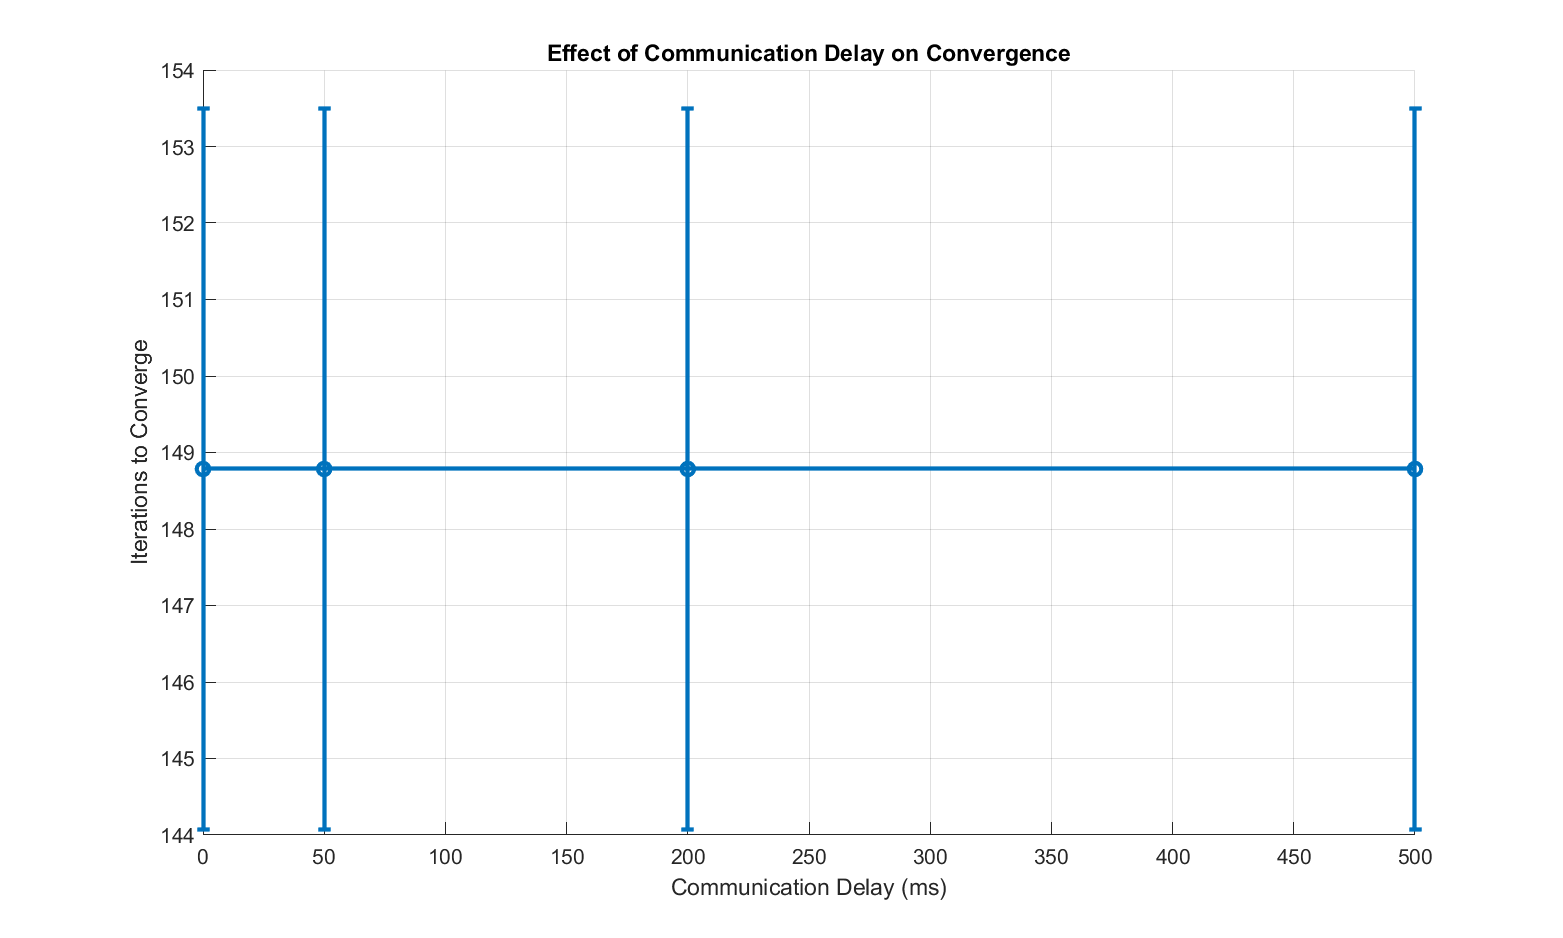 Effect of Communication Delay on Convergence
154
153
152
151
150
149
148
147
146
145
144
Iterations to Converge
0 50 100 150 200 250 300 350 400 450 500
Communication Delay (ms)